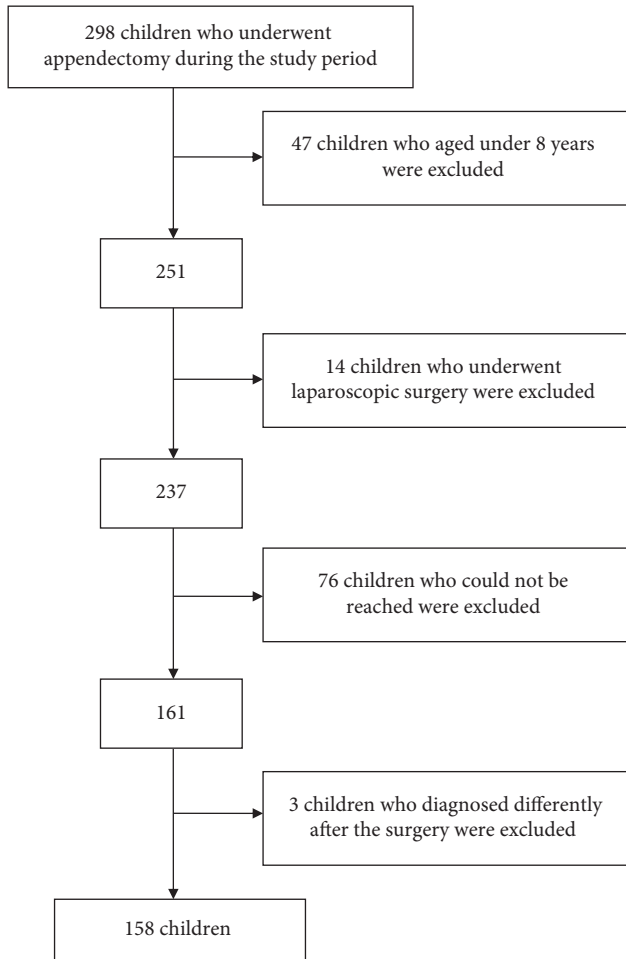 298 children who underwent
appendectomy during the study period
47 children who aged under 8 years
were excluded
251
14 children who underwent
laparoscopic surgery were excluded
237
76 children who could not be
reached were excluded
161
3 children who diagnosed differently
after the surgery were excluded
158 children